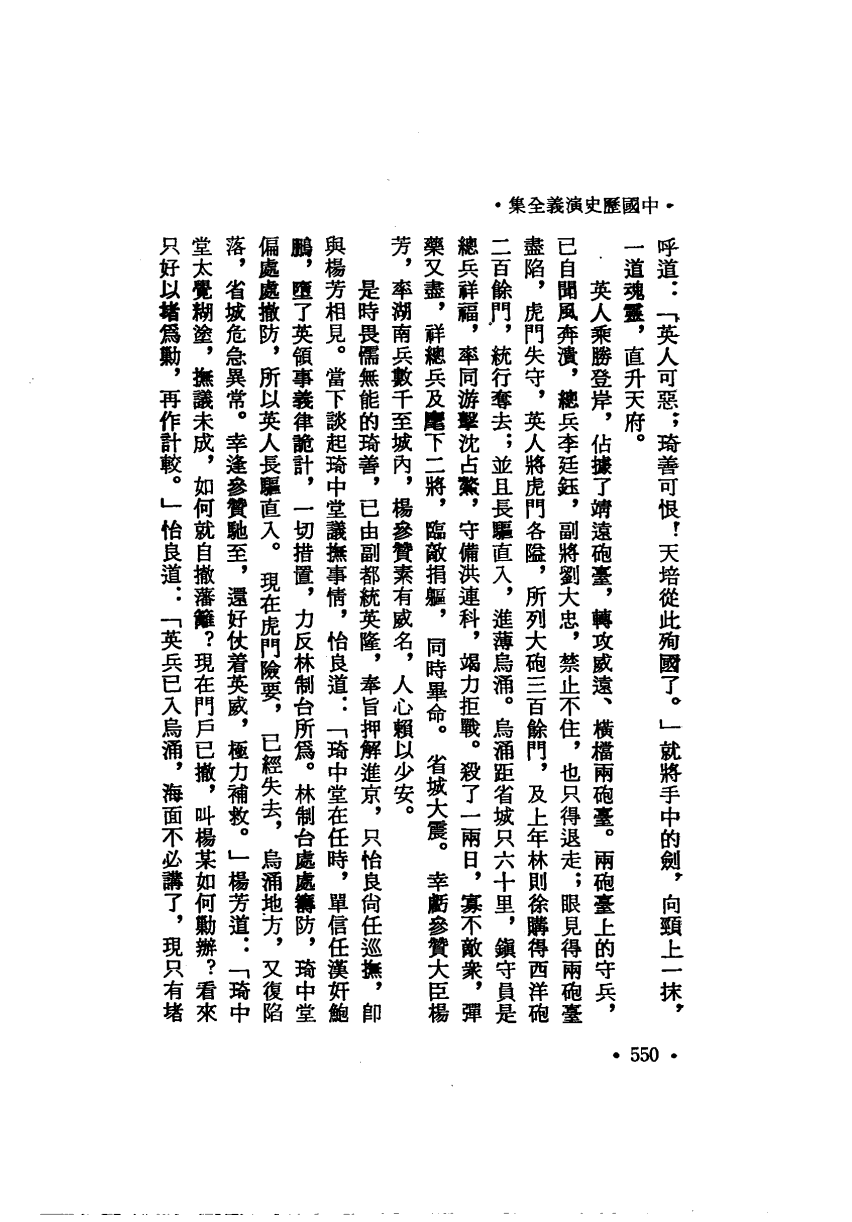 •中國歷史演義全集•
呼道：「英人可惡；琦善可恨！天培從此殉國了。」就將手中的劍，向頸上一抹，
一道魂靈，直升天府。
英人乘勝登岸，佔據了靖遠砲臺，轉攻威遠、橫檔兩砲臺。兩砲臺上的守兵，
已自聞風奔潰，總兵李廷鈺，副將劉大忠，禁止不住，也只得退走；眼見得兩砲臺
盡陷，虎門失守，英人將虎門各隘，所列大砲三百餘門，及上年林則徐購得西洋砲
二百餘門，統行奪去；並且長驅直入，進薄烏涌。烏涌距省城只六十里，鎭守員是
總兵祥福，率同游擊沈占鰲，守備洪連科，竭力拒戰。殺了一兩日，寡不敵衆，彈
藥又盡，祥總兵及麾下二將，臨敵捐軀，同時畢命。省城大震。幸虧參贊大臣楊
芳，率湖南兵數千至城內，楊參贊素有威名，人心賴以少安。
是時畏懦無能的琦善，已由副都統英隆，奉旨押解進京，只怡良尙任巡撫，卽
與楊芳相見。當下談起琦中堂議撫事情，怡良道：「琦中堂在任時，單信任漢奸鮑
鵬，墮了英領事義律詭計，一切措置，力反林制台所爲。林制台處處籌防，琦中堂
偏處處撤防，所以英人長驅直入。現在虎門險要，已經失去，烏涌地方，又復陷
落，省城危急異常。幸逢參贊馳至，還好仗着英威，極力補救。」楊芳道：「琦中
堂太覺糊塗，撫議未成，如何就自撤藩籬？現在門戶已撤，叫楊某如何勦辦？看來
只好以堵爲勦，再作計較。」怡良道：「英兵已入烏涌，海面不必講了，現只有堵
•550•